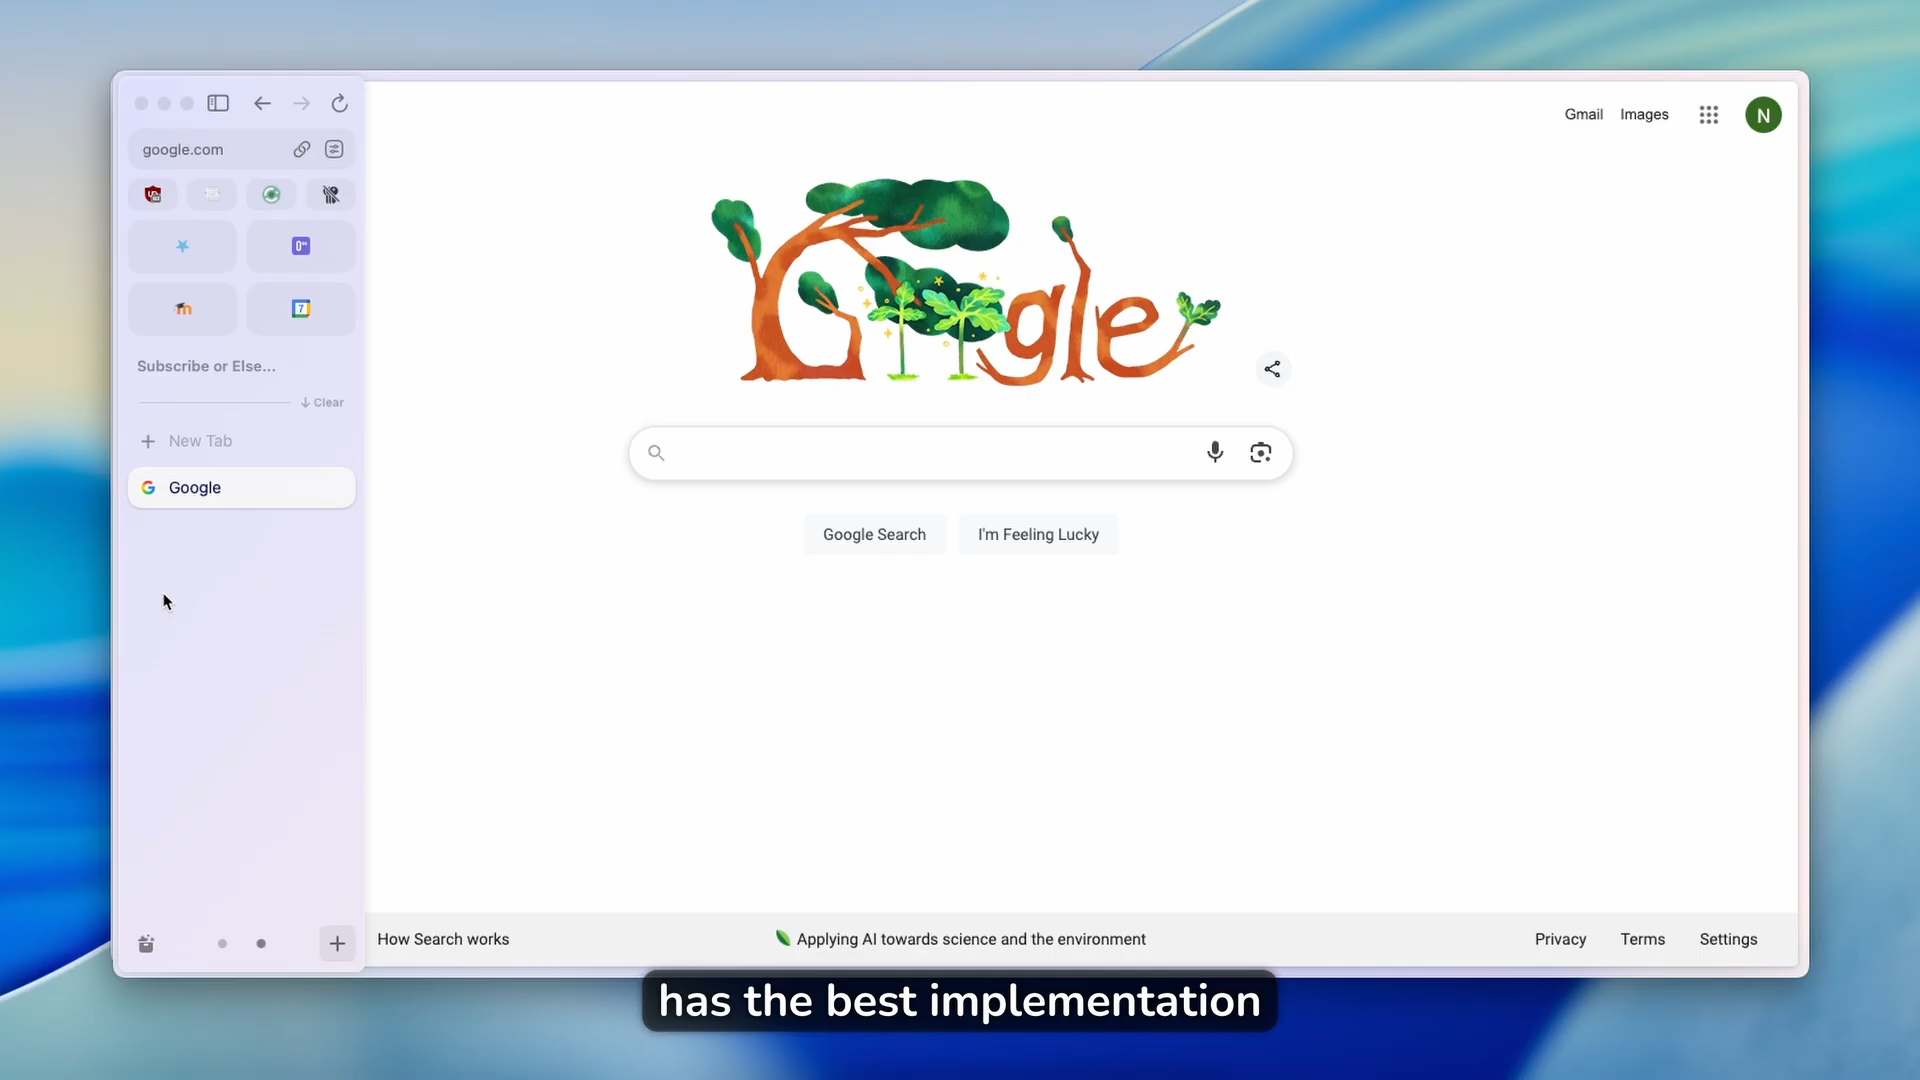 google.com
Subscribe or Else...
Clear
New Tab
Google
Gmail
Images
N
Google
Google Search
I'm Feeling Lucky
How Search works
Applying AI towards science and the environment
Privacy
Terms
Settings
has the best implementation